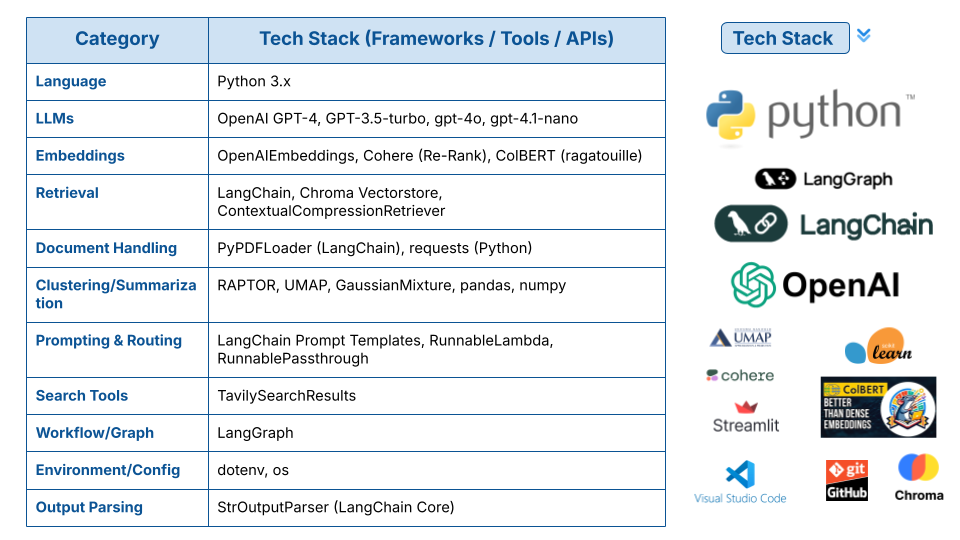 Category
Tech Stack (Frameworks / Tools / APIs)
Language
Python 3.x
LLMs
OpenAI GPT-4, GPT-3.5-turbo, gpt-4o, gpt-4.1-nano
Embeddings
OpenAIEmbeddings, Cohere (Re-Rank), ColBERT (ragatouille)
Retrieval
LangChain, Chroma Vectorstore,
ContextualCompressionRetriever
Document Handling
PyPDFLoader (LangChain), requests (Python)
Clustering/Summariza
tion
RAPTOR, UMAP, GaussianMixture, pandas, numpy
Prompting & Routing
LangChain Prompt Templates, RunnableLambda,
RunnablePassthrough
Search Tools
TavilySearchResults
Workflow/Graph
LangGraph
Environment/Config
dotenv, os
Output Parsing
StrOutputParser (LangChain Core)
Tech Stack
python™
LangGraph
LangChain
OpenAI
UMAP
learn
cohere
ColBERT
BETTER
THAN DENSE
EMBEDDINGS
Streamlit
Visual Studio Code
git
GitHub
Chroma